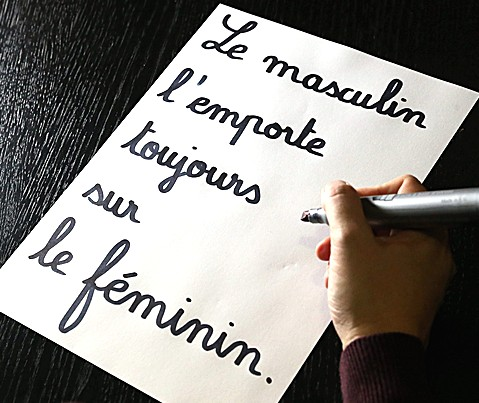 Le masculin
l'emporte
toujours
sur
le féminin.